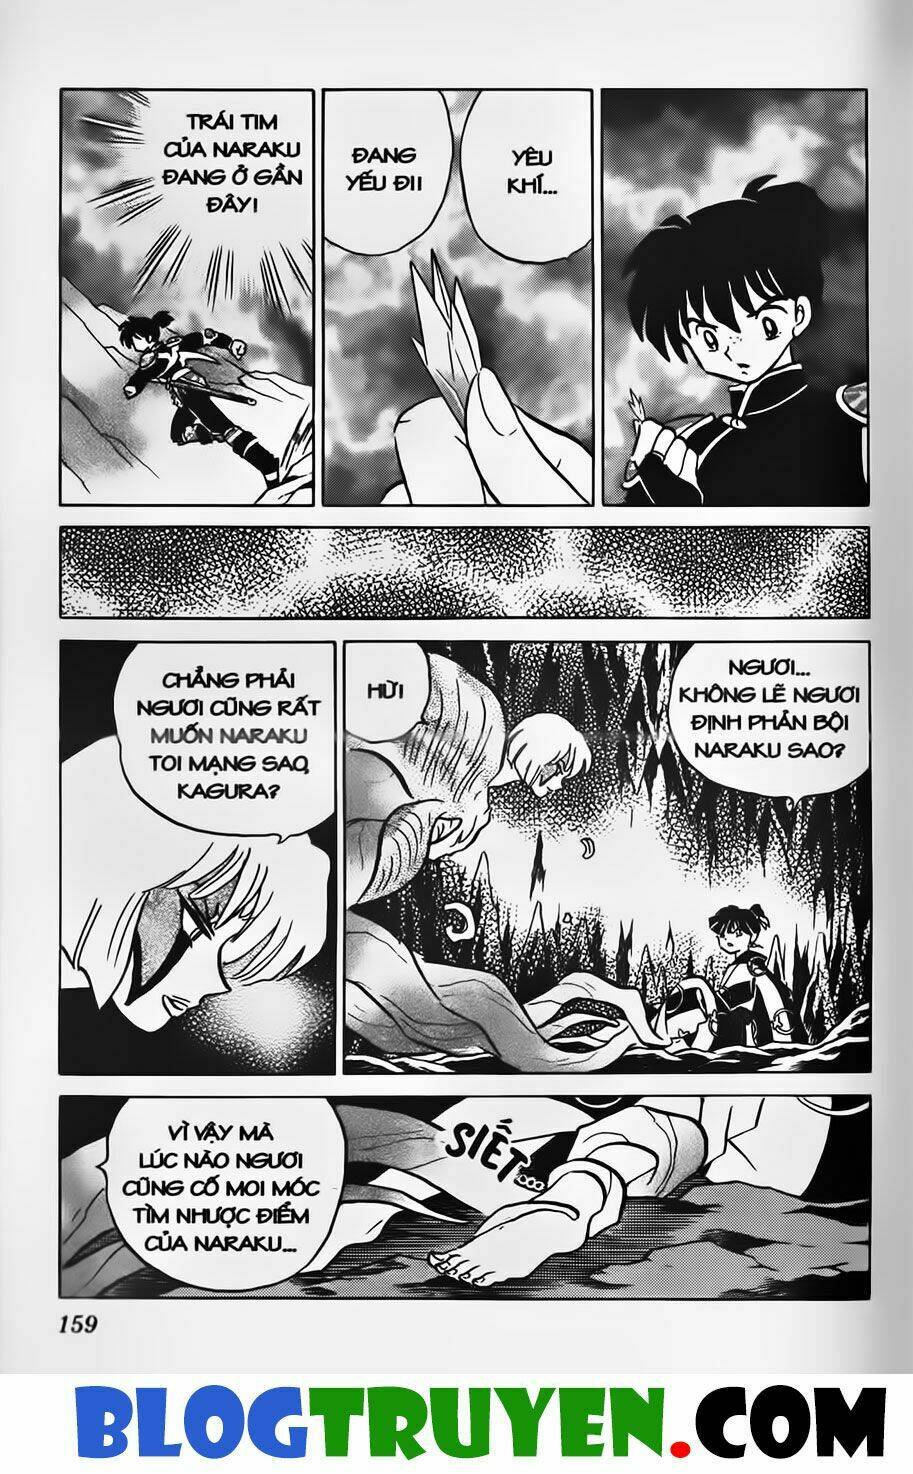 YÊU
KHÍ...
ĐANG
YẾU ĐI!
TRÁI TIM
CỦA NARAKU
ĐANG Ở GẦN
ĐÂY!
NGƯƠI...
KHÔNG LẼ NGƯƠI
ĐỊNH PHẢN BỘI
NARAKU SAO?
HỪ!
CHẲNG PHẢI
NGƯƠI CŨNG RẤT
MUỐN NARAKU
TOI MẠNG SAO,
KAGURA?
SIẾT...
VÌ VẬY MÀ
LÚC NÀO NGƯƠI
CŨNG CỐ MOI MÓC
TÌM NHƯỢC ĐIỂM
CỦA NARAKU...
159
BLOGTRUYEN.COM